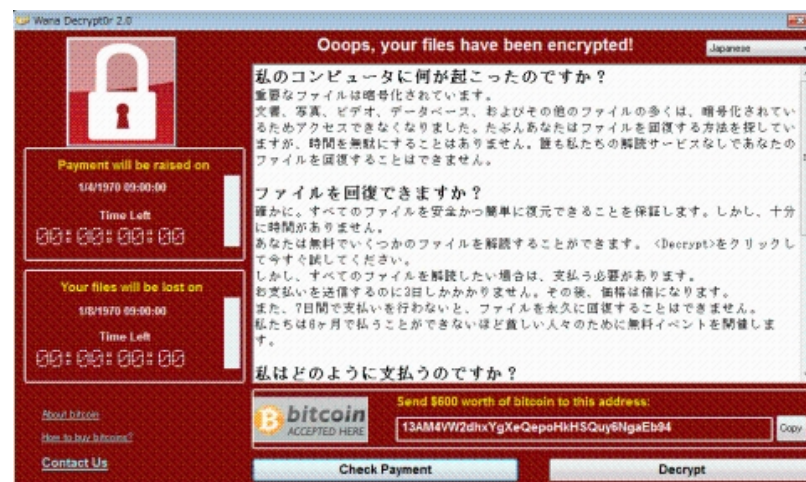 Wana Decrypt0r 2.0
Ooops, your files have been encrypted!
Japanese
Payment will be raised on
1/4/1970 09:00:00
Time Left
00:00:00:00
Your files will be lost on
1/8/1970 09:00:00
Time Left
00:00:00:00
About bitcoin
How to buy bitcoins?
Contact Us
私のコンピュータに何が起こったのですか?
重要なファイルは暗号化されています。
文書、写真、ビデオ、データベース、およびその他のファイルの多くは、暗号化されてい
るためアクセスできなくなりました。たぶんあなたはファイルを回復する方法を探してい
ますが、時間を無駄にすることはありません。誰も私たちの解読サービスなしであなたの
ファイルを回復することはできません。
ファイルを回復できますか?
確かに。すべてのファイルを安全かつ簡単に復元できることを保証します。しかし、十分
に時間がありません。
あなたは無料でいくつかのファイルを解読することができます。 <Decrypt>をクリックし
て今すぐ試してください。
しかし、すべてのファイルを解読したい場合は、支払う必要があります。
お支払いを送信するのに3日しかかかりません。その後、価格は倍になります。
また、7日間で支払いを行わないと、ファイルを永久に回復することはできません。
私たちは6ヶ月で払うことができないほど貧しい人々のために無料イベントを開催しま
す。
私はどのように支払うのですか?
bitcoin
ACCEPTED HERE
Send $600 worth of bitcoin to this address:
13AM4VW2dhxYgXeQepoHkHSQuy6NgaEb94
Copy
Check Payment
Decrypt